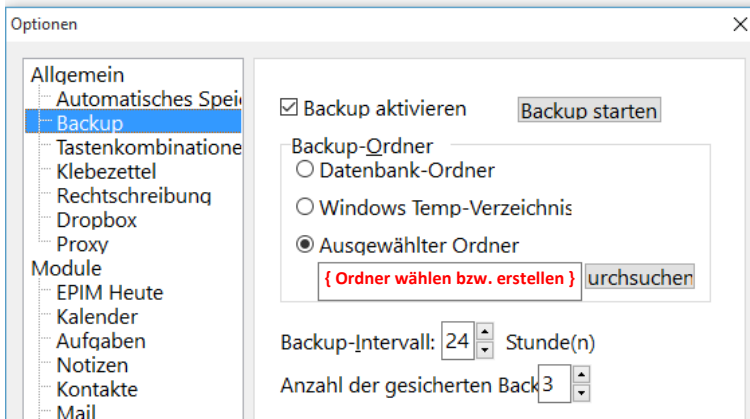 Optionen
Allgemein
Automatisches Spei
Backup
Tastenkombinatione
Klebezettel
Rechtschreibung
Dropbox
Proxy
Module
EPIM Heute
Kalender
Aufgaben
Notizen
Kontakte
Mail
Backup aktivieren
Backup starten
Backup-Ordner
Datenbank-Ordner
Windows Temp-Verzeichnis
Ausgewählter Ordner
{ Ordner wählen bzw. erstellen }
urchsuchen
Backup-Intervall: 24 Stunde(n)
Anzahl der gesicherten Back 3